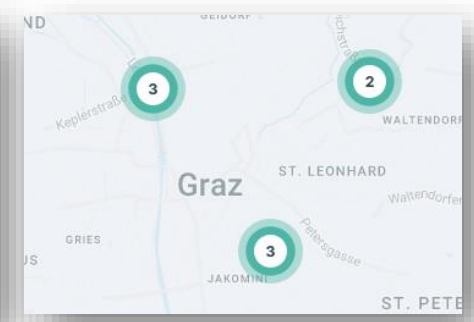 ND
GEIDORF
3
2
Keplerstraße
WALTENDORF
ST. LEONHARD
Graz
Waltendorfer
GRIES
Petersgasse
US
3
JAKOMINI
ST. PETE